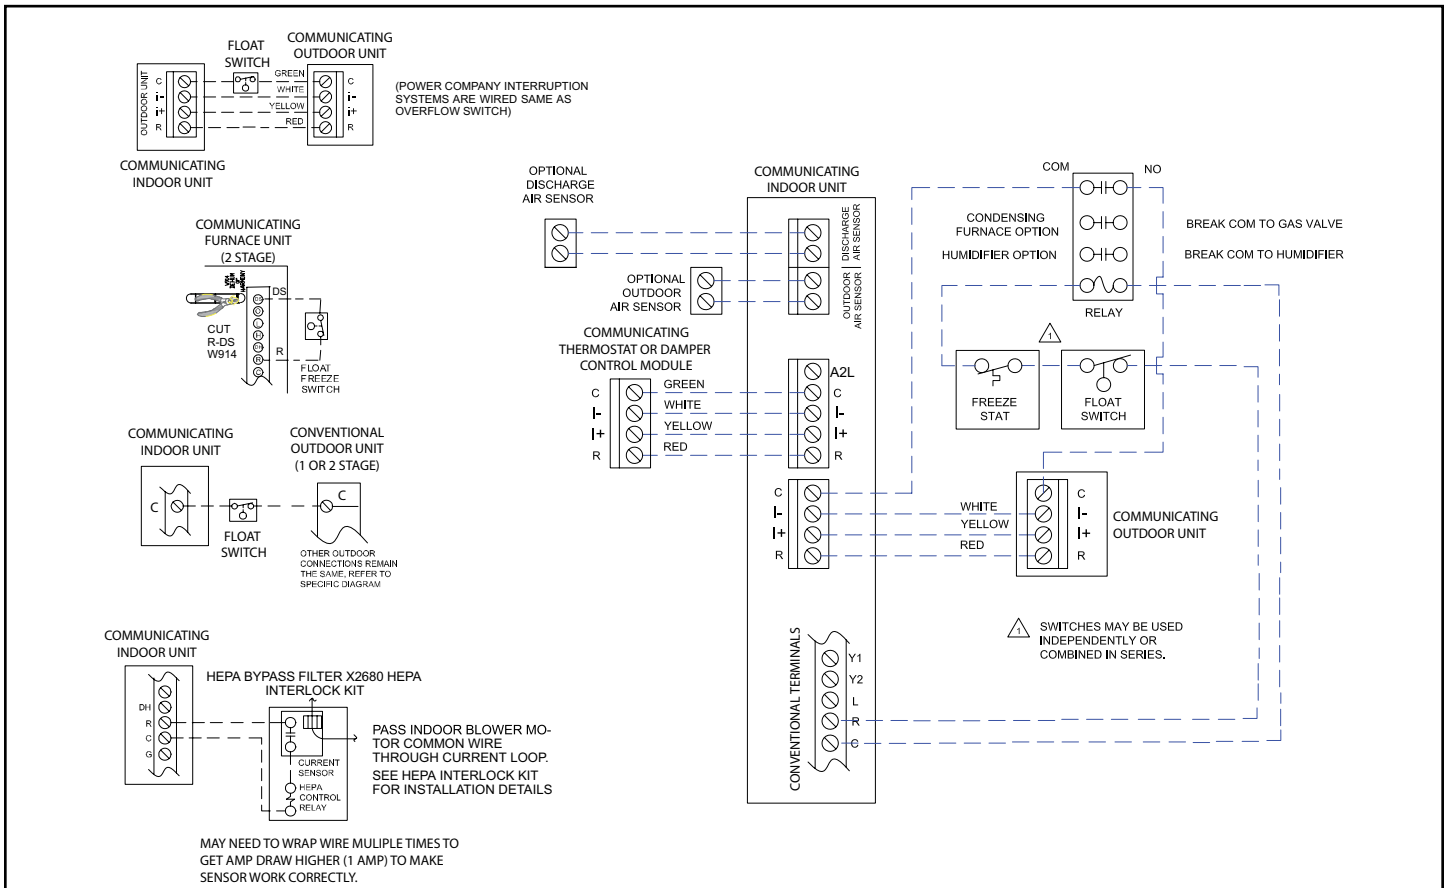 COMMUNICATING
OUTDOOR UNIT
FLOAT
SWITCH
OUTDOOR UNIT
C
i-
i+
R
GREEN
WHITE
YELLOW
RED
C
i-
i+
R
(POWER COMPANY INTERRUPTION
SYSTEMS ARE WIRED SAME AS
OVERFLOW SWITCH)
COMMUNICATING
INDOOR UNIT
COMMUNICATING
FURNACE UNIT
(2 STAGE)
DS
DS
O
L
H
DH
R
C
CUT
R-DS
W914
R
FLOAT
FREEZE
SWITCH
COMMUNICATING
INDOOR UNIT
CONVENTIONAL
OUTDOOR UNIT
(1 OR 2 STAGE)
C
C
FLOAT
SWITCH
OTHER OUTDOOR
CONNECTIONS REMAIN
THE SAME, REFER TO
SPECIFIC DIAGRAM
COMMUNICATING
INDOOR UNIT
DH
R
C
G
HEPA BYPASS FILTER X2680 HEPA
INTERLOCK KIT
CURRENT
SENSOR
HEPA
CONTROL
RELAY
PASS INDOOR BLOWER MO-
TOR COMMON WIRE
THROUGH CURRENT LOOP.
SEE HEPA INTERLOCK KIT
FOR INSTALLATION DETAILS
MAY NEED TO WRAP WIRE MULIPLE TIMES TO
GET AMP DRAW HIGHER (1 AMP) TO MAKE
SENSOR WORK CORRECTLY.
OPTIONAL
DISCHARGE
AIR SENSOR
COMMUNICATING
INDOOR UNIT
DISCHARGE
AIR SENSOR
OPTIONAL
OUTDOOR
AIR SENSOR
OUTDOOR
AIR SENSOR
COMMUNICATING
THERMOSTAT OR DAMPER
CONTROL MODULE
C
I-
I+
R
GREEN
WHITE
YELLOW
RED
A2L
C
I-
I+
R
C
I-
I+
R
WHITE
YELLOW
RED
C
I-
I+
R
COMMUNICATING
OUTDOOR UNIT
CONVENTIONAL TERMINALS
Y1
Y2
L
R
C
COM
NO
CONDENSING
FURNACE OPTION
BREAK COM TO GAS VALVE
HUMIDIFIER OPTION
BREAK COM TO HUMIDIFIER
RELAY
1
FREEZE
STAT
FLOAT
SWITCH
1
SWITCHES MAY BE USED
INDEPENDENTLY OR
COMBINED IN SERIES.